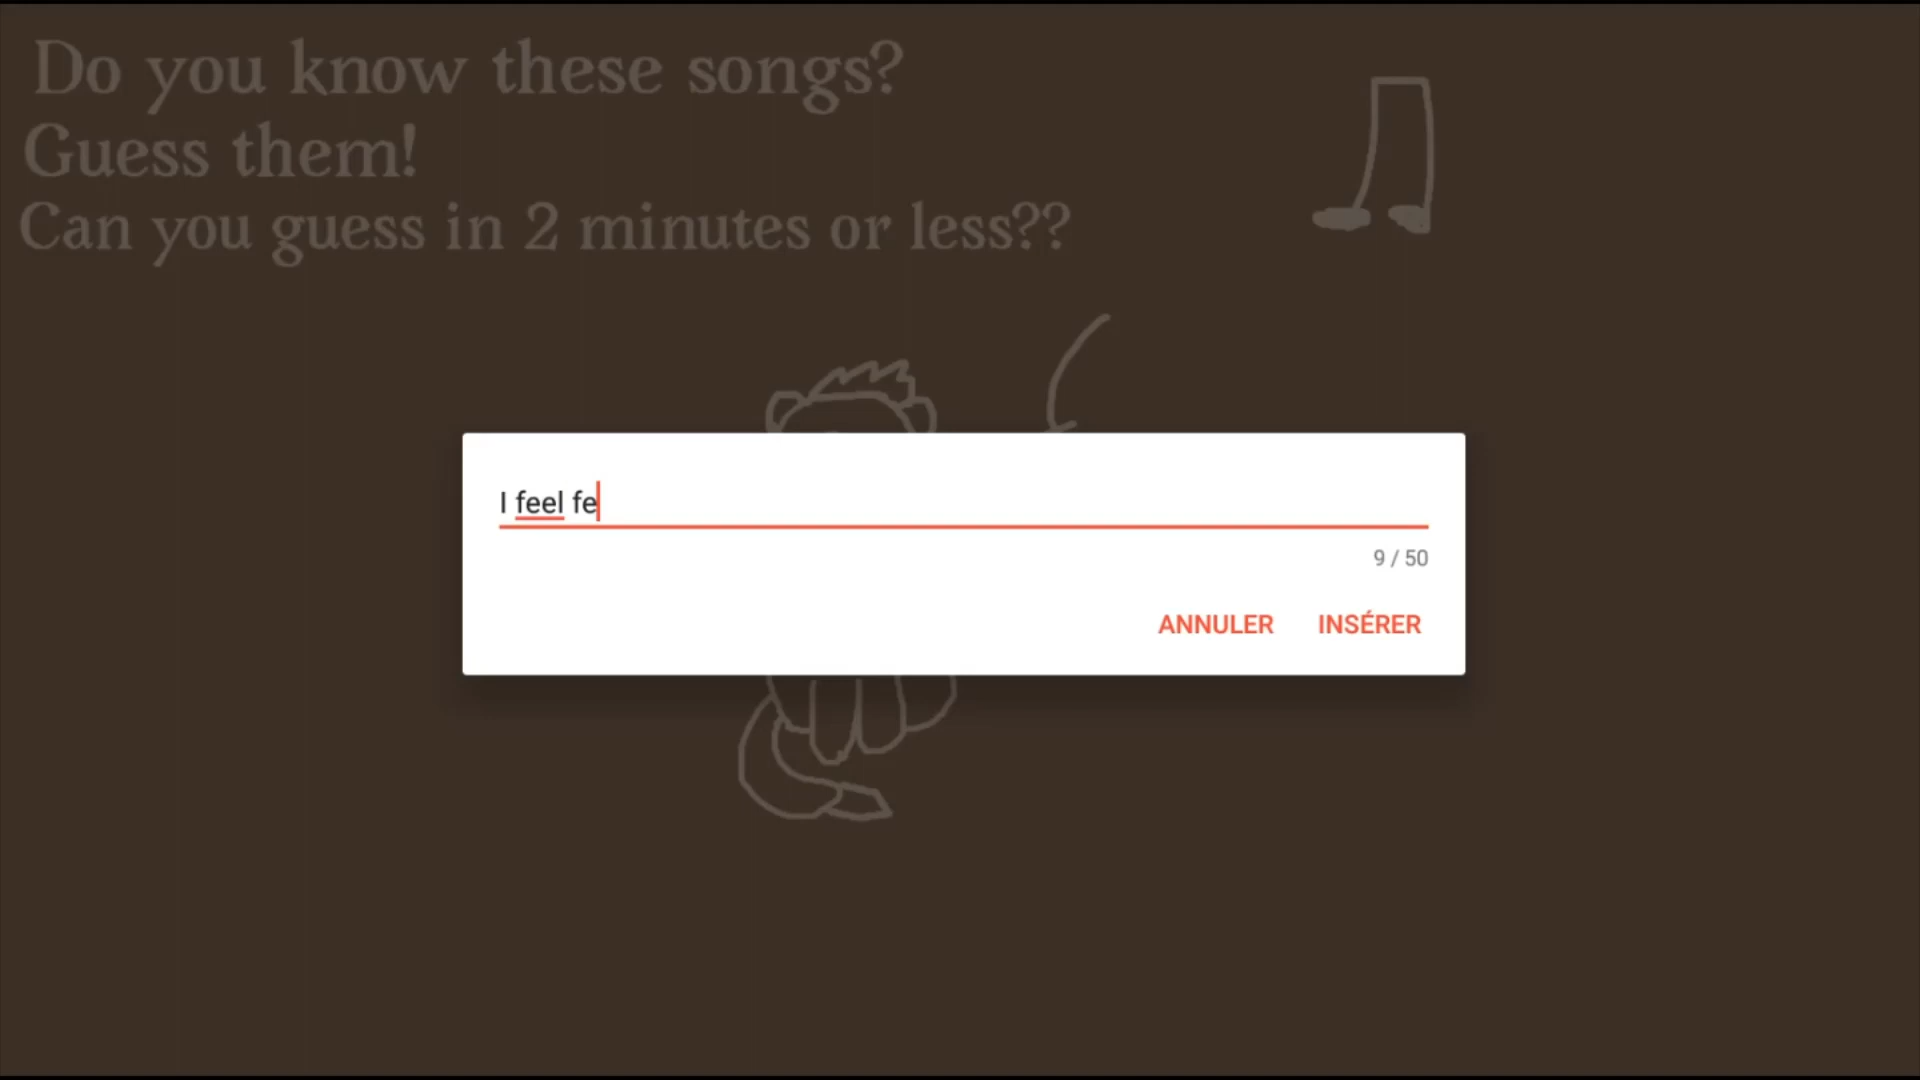 Do you know these songs?
Guess them!
Can you guess in 2 minutes or less??
I feel fe
9 / 50
ANNULER INSÉRER